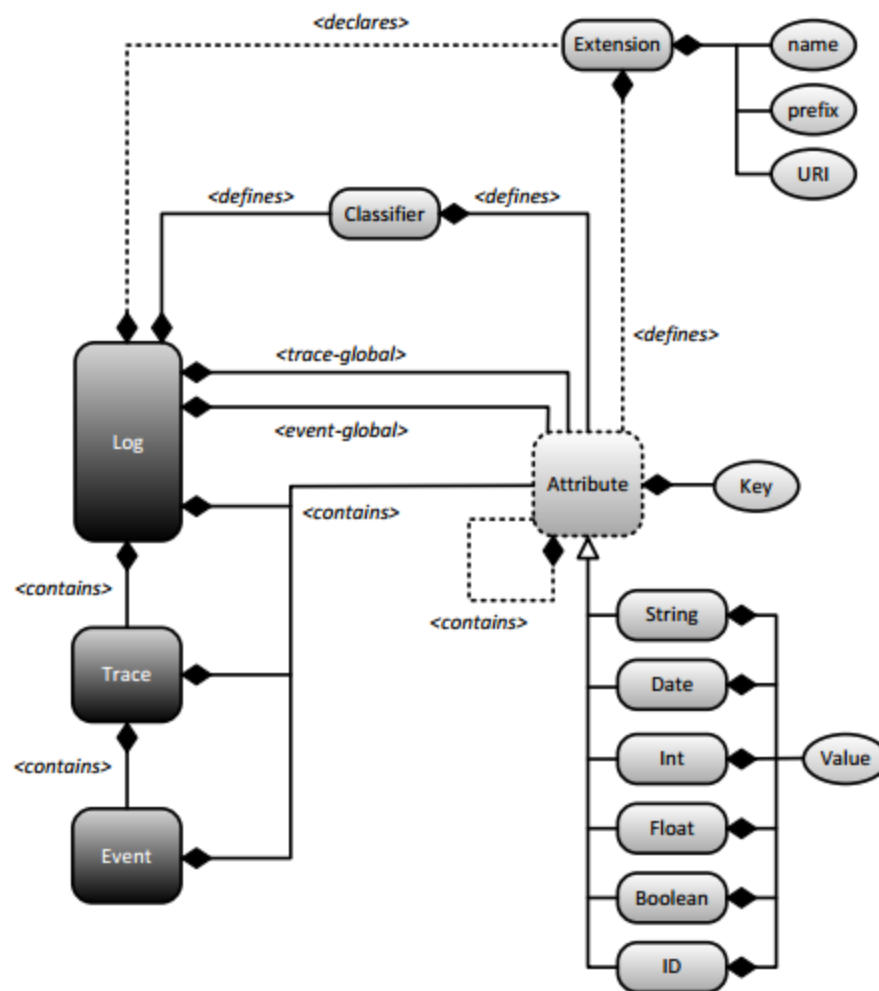 <declares>
Extension
name
prefix
URI
<defines>
Classifier
<defines>
<defines>
<trace-global>
<event-global>
Log
Attribute
Key
<contains>
<contains>
<contains>
String
Trace
Date
<contains>
Int
Value
Float
Event
Boolean
ID